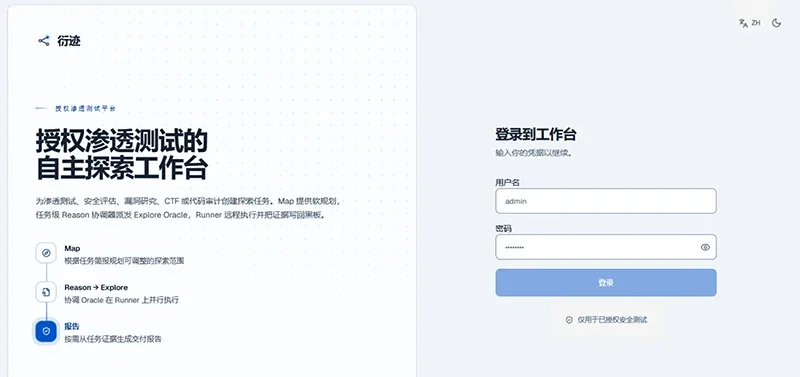 衍迹
授权渗透测试平台
授权渗透测试的
自主探索工作台
为渗透测试、安全评估、漏洞研究、CTF 或代码审计创建探索任务。Map 提供软规划，
任务级 Reason 协调器派发 Explore Oracle，Runner 远程执行并把证据写回黑板。
Map
根据任务简报规划可调整的探索范围
Reason → Explore
协调 Oracle 在 Runner 上并行执行
报告
按需从任务证据生成交付报告
ZH
登录到工作台
输入你的凭据以继续。
用户名
admin
密码
••••••••
登录
仅用于已授权安全测试